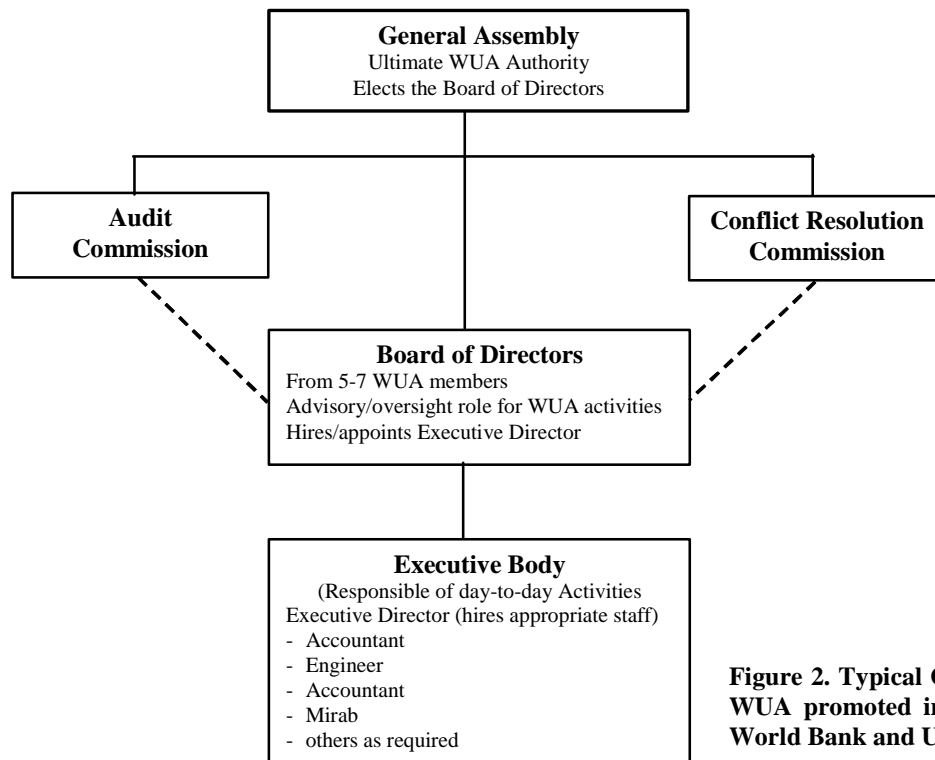 General Assembly
Ultimate WUA Authority
Elects the Board of Directors
Audit
Commission
Conflict Resolution
Commission
Board of Directors
From 5-7 WUA members
Advisory/oversight role for WUA activities
Hires/appoints Executive Director
Executive Body
(Responsible of day-to-day Activities
Executive Director (hires appropriate staff)
- Accountant
- Engineer
- Accountant
- Mirab
- others as required
Figure 2. Typical
WUA promoted
World Bank and